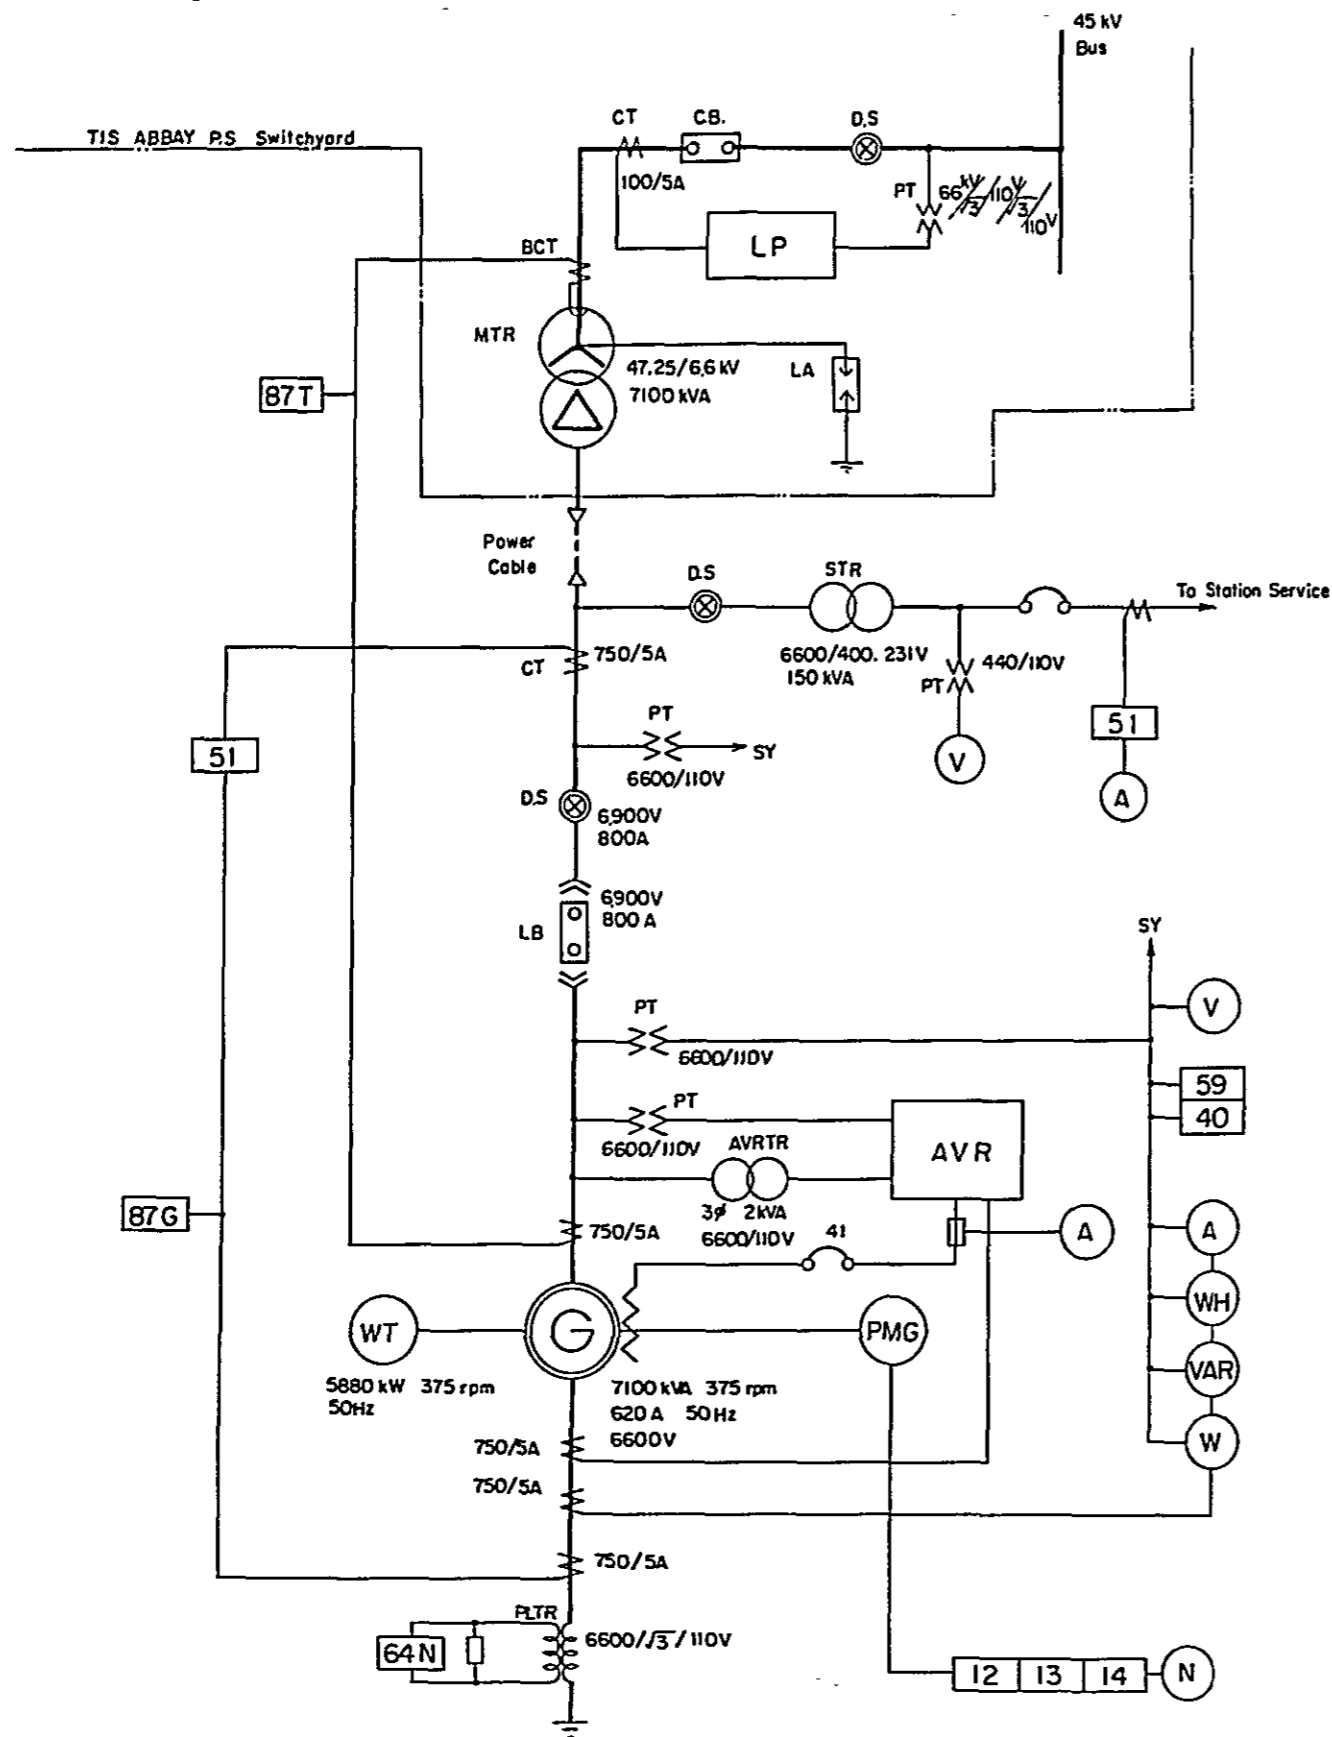 45 kV
Bus
CT
C.B.
D.S
TIS ABBAY P.S Switchyard
100/5A
PT
66kV/√3/110V/√3/110V
LP
BCT
MTR
47.25/6.6 kV
7100 kVA
LA
87T
Power
Cable
D.S
STR
To Station Service
6600/400. 231V
150 kVA
PT
440/110V
CT
750/5A
51
51
PT
SY
6600/110V
V
A
D.S
6,900V
800A
6,900V
800 A
LB
SY
V
PT
6600/110V
59
40
PT
6600/110V
AVRTR
AVR
3ø 2kVA
6600/110V
87G
750/5A
41
A
A
WH
WT
G
PMG
VAR
5880 kW 375 rpm
50Hz
7100 kVA 375 rpm
620 A 50 Hz
6600V
W
750/5A
750/5A
750/5A
PLTR
6600/√3/110V
64N
12 13 14
N